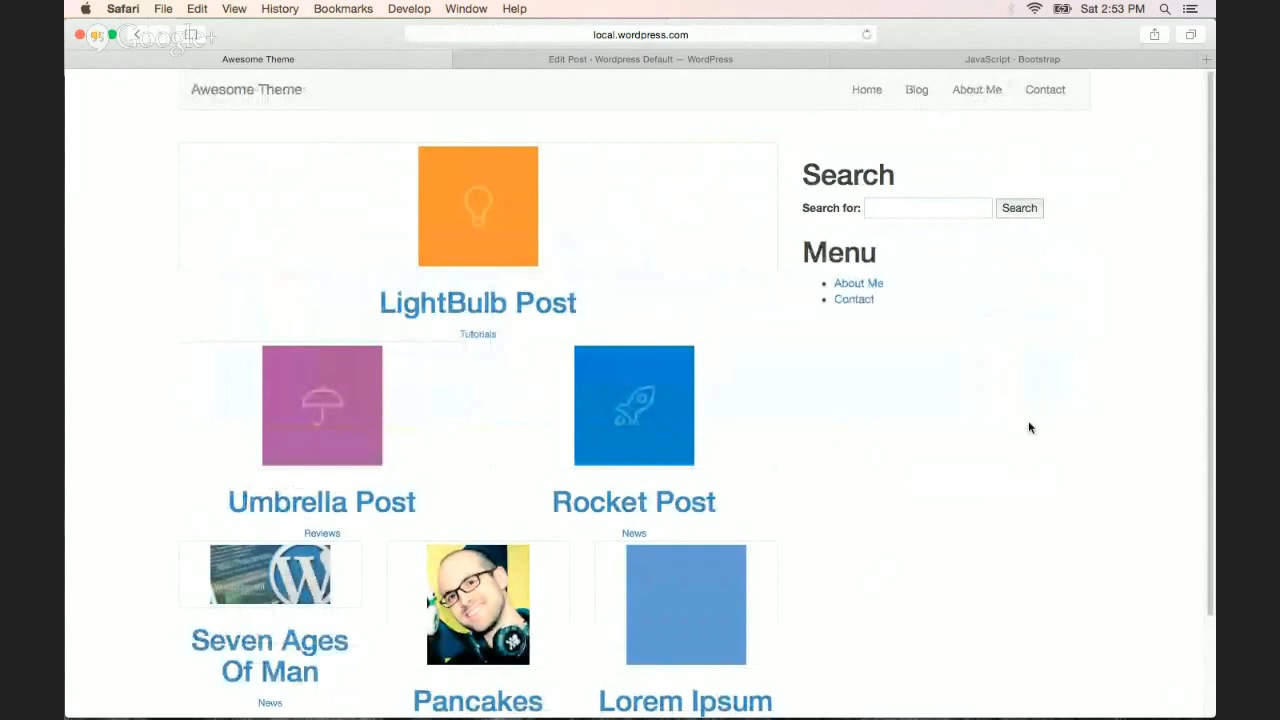 Safari File Edit View History Bookmarks Develop Window Help Sat 2:53 PM
Google+
local.wordpress.com
Awesome Theme Edit Post ‹ Wordpress Default — WordPress JavaScript · Bootstrap
Awesome Theme Home Blog About Me Contact
Search
Search for: Search
Menu
About Me
Contact
LightBulb Post
Tutorials
Umbrella Post
Reviews
Rocket Post
News
Seven Ages
Of Man
News
Pancakes
Lorem Ipsum